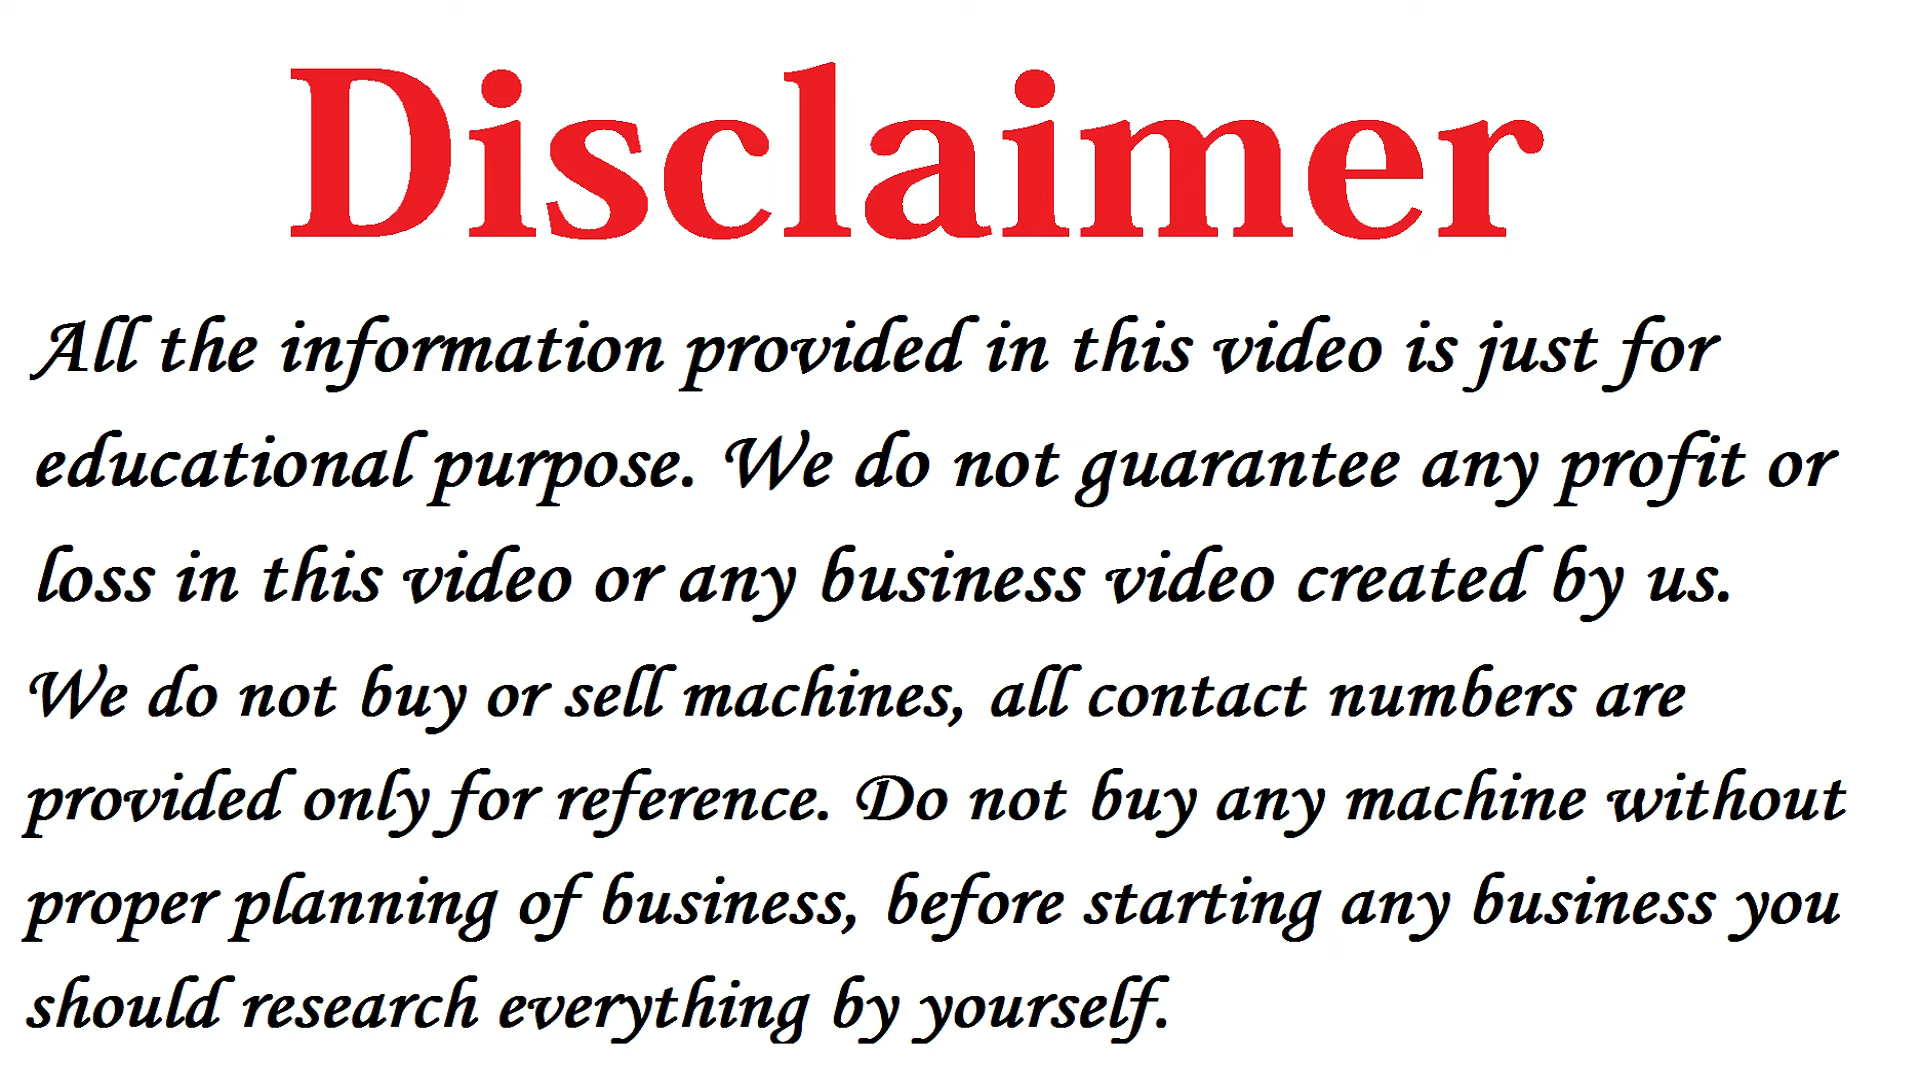 Disclaimer
All the information provided in this video is just for
educational purpose. We do not guarantee any profit or
loss in this video or any business video created by us.
We do not buy or sell machines, all contact numbers are
provided only for reference. Do not buy any machine without
proper planning of business, before starting any business you
should research everything by yourself.